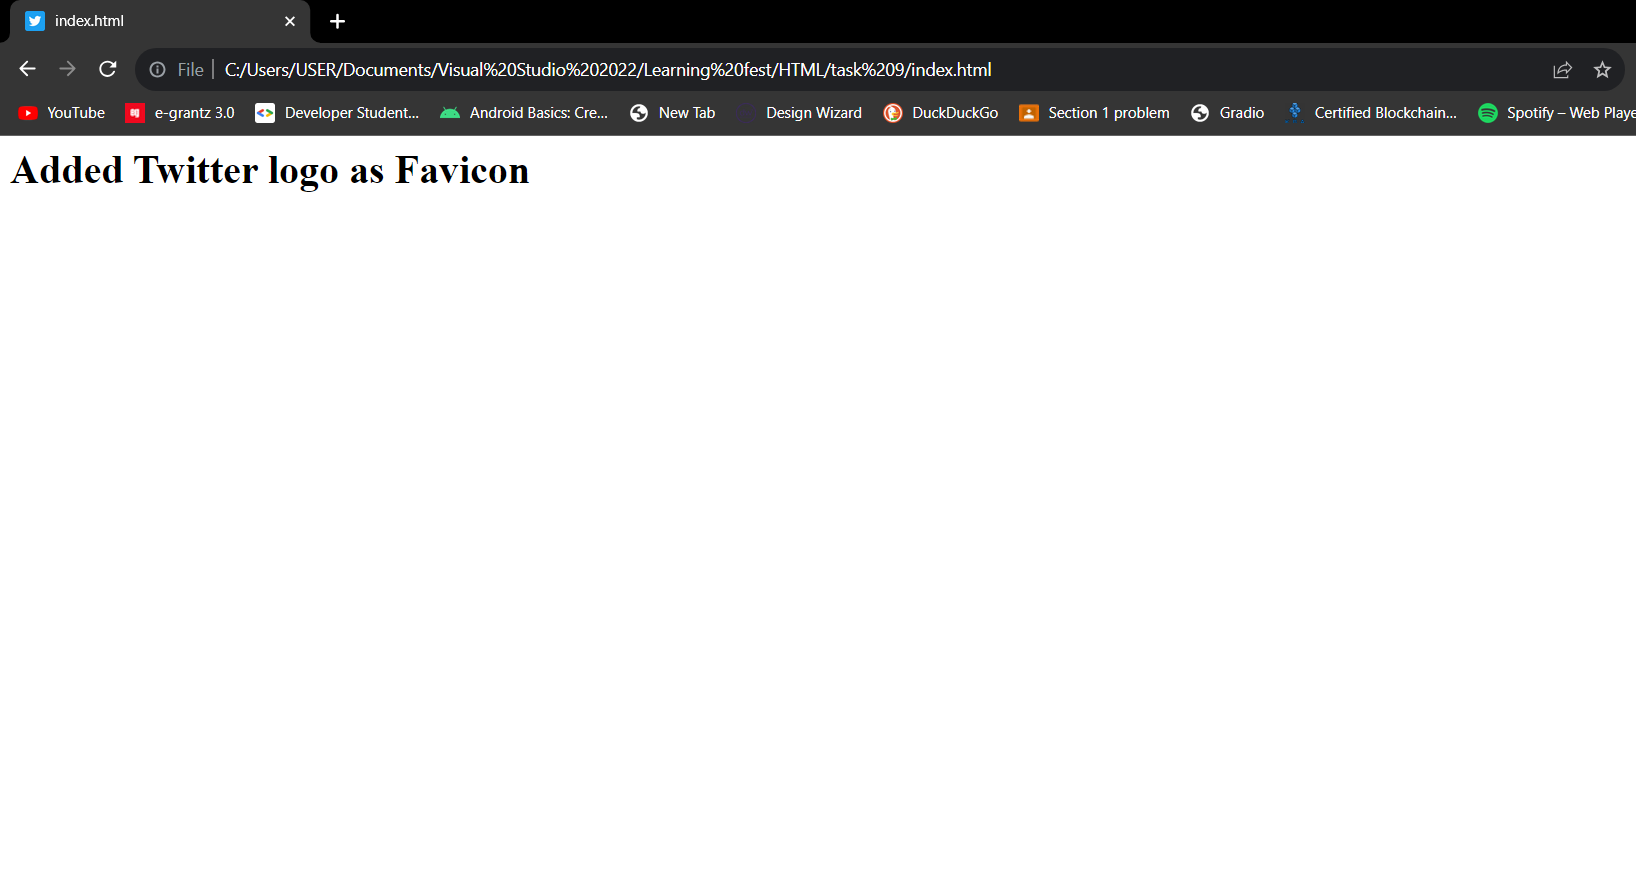 index.html
File C:/Users/USER/Documents/Visual%20Studio%202022/Learning%20fest/HTML/task%209/index.html
YouTube e-grantz 3.0 Developer Student... Android Basics: Cre... New Tab Design Wizard DuckDuckGo Section 1 problem Gradio Certified Blockchain... Spotify – Web Playe
Added Twitter logo as Favicon